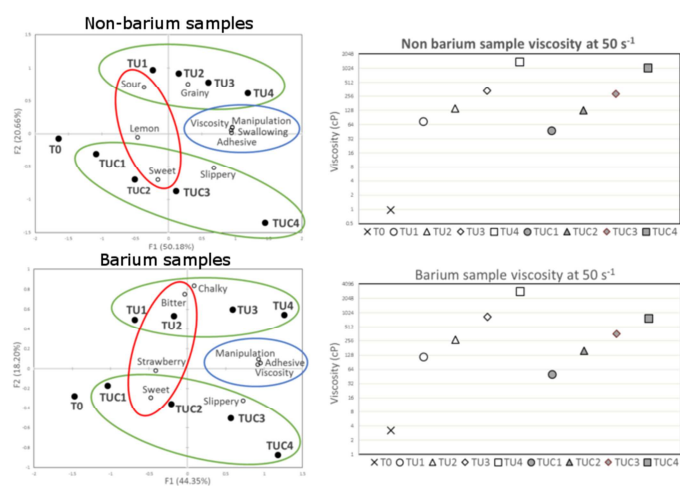 Non-barium samples
TU1
TU2
TU3
TU4
Sour
Grainy
Viscosity
Manipulation
Swallowing
Adhesive
Lemon
T0
TUC1
TUC2
Sweet
TUC3
Slippery
TUC4
F2 (20.66%)
F1 (50.18%)
Non barium sample viscosity at 50 s-1
Viscosity (cP)
2048
1024
512
256
128
64
32
16
8
4
2
1
0.5
T0 TU1 TU2 TU3 TU4 TUC1 TUC2 TUC3 TUC4
Barium samples
Chalky
Bitter
TU1
TU2
TU3
TU4
Manipulation
Adhesive
Viscosity
Strawberry
Sweet
T0
TUC1
TUC2
Slippery
TUC3
TUC4
F2 (18.20%)
F1 (44.35%)
Barium sample viscosity at 50 s-1
Viscosity (cP)
4096
2048
1024
512
256
128
64
32
16
8
4
2
1
T0 TU1 TU2 TU3 TU4 TUC1 TUC2 TUC3 TUC4